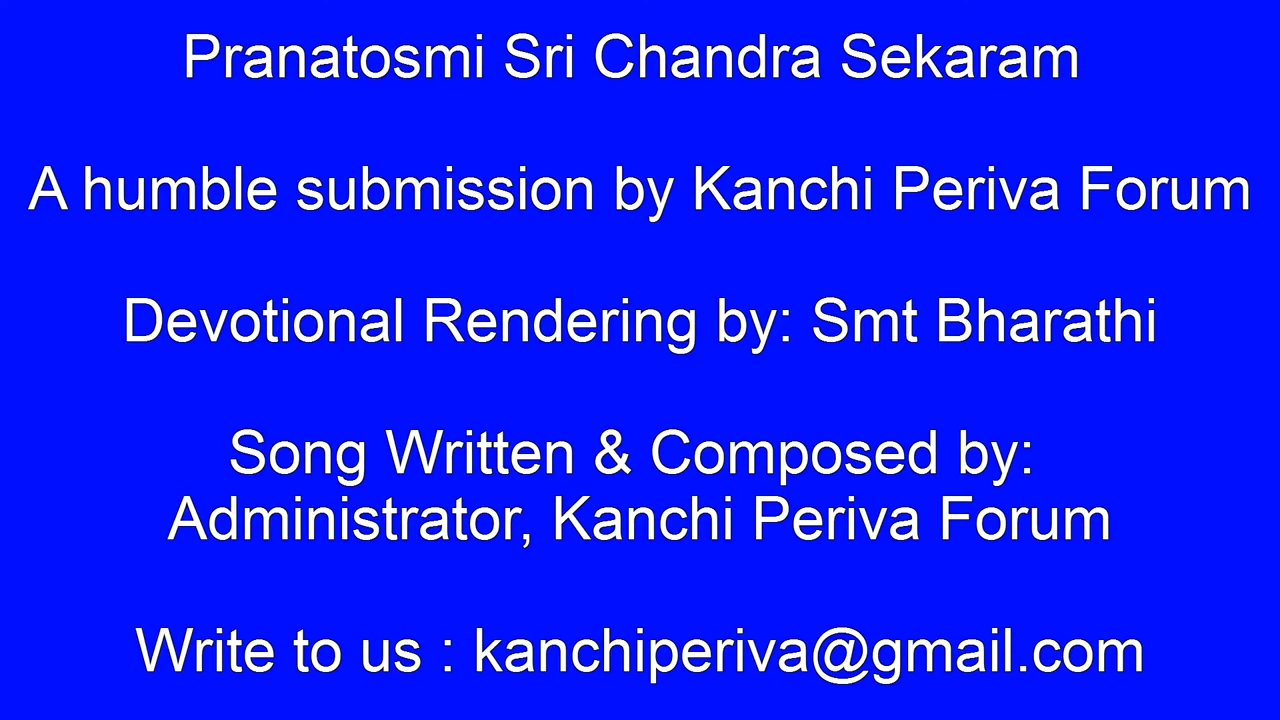 Pranatosmi Sri Chandra Sekaram
A humble submission by Kanchi Periva Forum
Devotional Rendering by: Smt Bharathi
Song Written & Composed by:
Administrator, Kanchi Periva Forum
Write to us : kanchiperiva@gmail.com